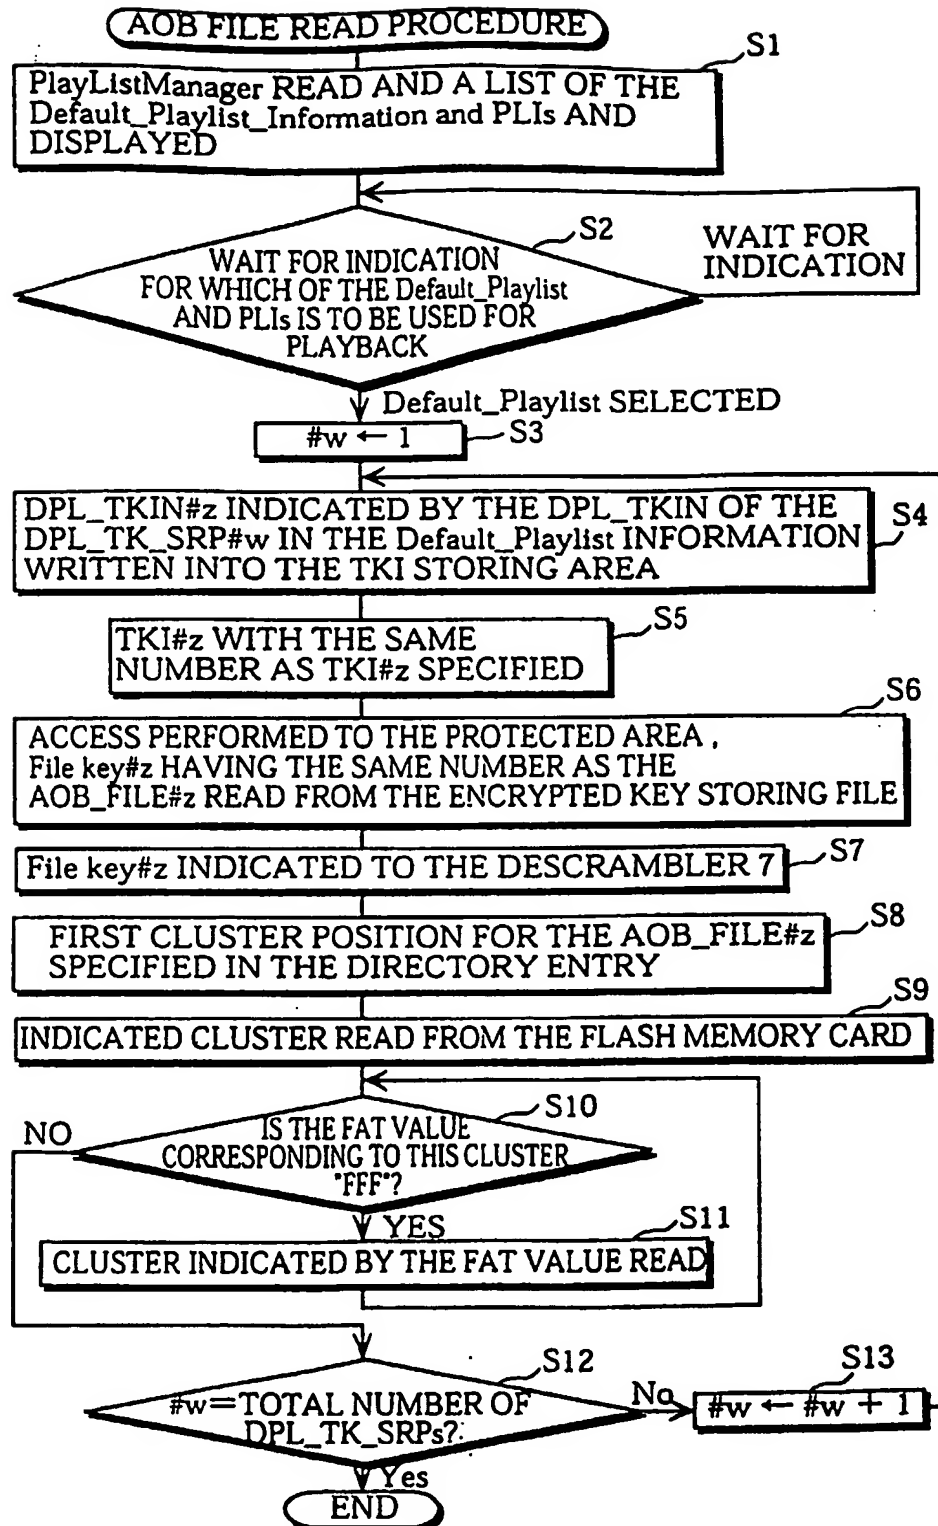 AOB FILE READ PROCEDURE
S1
PlayListManager READ AND A LIST OF THE
Default_Playlist_Information and PLIs AND
DISPLAYED
S2
WAIT FOR INDICATION
FOR WHICH OF THE Default_Playlist
AND PLIs IS TO BE USED FOR
PLAYBACK
WAIT FOR
INDICATION
Default_Playlist SELECTED
#w ← 1
S3
DPL_TKIN#z INDICATED BY THE DPL_TKIN OF THE
DPL_TK_SRP#w IN THE Default_Playlist INFORMATION
WRITTEN INTO THE TKI STORING AREA
S4
S5
TKI#z WITH THE SAME
NUMBER AS TKI#z SPECIFIED
S6
ACCESS PERFORMED TO THE PROTECTED AREA,
File key#z HAVING THE SAME NUMBER AS THE
AOB_FILE#z READ FROM THE ENCRYPTED KEY STORING FILE
File key#z INDICATED TO THE DESCRAMBLER 7
S7
FIRST CLUSTER POSITION FOR THE AOB_FILE#z
SPECIFIED IN THE DIRECTORY ENTRY
S8
S9
INDICATED CLUSTER READ FROM THE FLASH MEMORY CARD
S10
NO
IS THE FAT VALUE
CORRESPONDING TO THIS CLUSTER
"FFF"?
YES
S11
CLUSTER INDICATED BY THE FAT VALUE READ
S12
#w=TOTAL NUMBER OF
DPL_TK_SRPs?
No
S13
#w ← #w + 1
Yes
END